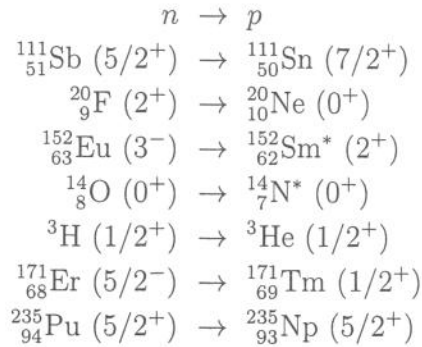 n → p
¹¹¹₅₁Sb (5/2⁺) → ¹¹¹₅₀Sn (7/2⁺)
²⁰₉F (2⁺) → ²⁰₁₀Ne (0⁺)
¹⁵²₆₃Eu (3⁻) → ¹⁵²₆₂Sm* (2⁺)
¹⁴₈O (0⁺) → ¹⁴₇N* (0⁺)
³H (1/2⁺) → ³He (1/2⁺)
¹⁷¹₆₈Er (5/2⁻) → ¹⁷¹₆₉Tm (1/2⁺)
²³⁵₉₄Pu (5/2⁺) → ²³⁵₉₃Np (5/2⁺)